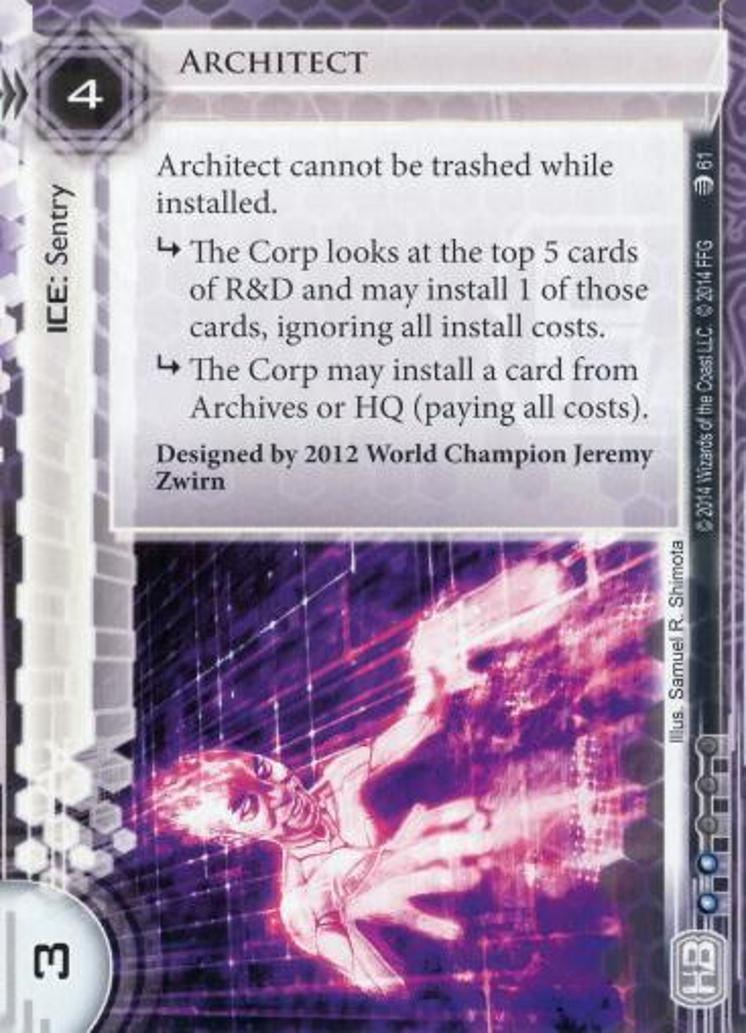 ARCHITECT
4
ICE: Sentry
Architect cannot be trashed while
installed.
↳ The Corp looks at the top 5 cards
of R&D and may install 1 of those
cards, ignoring all install costs.
↳ The Corp may install a card from
Archives or HQ (paying all costs).
Designed by 2012 World Champion Jeremy
Zwirn
61
© 2014 Wizards of the Coast LLC. © 2014 FFG
Illus. Samuel R. Shimota
3
HB